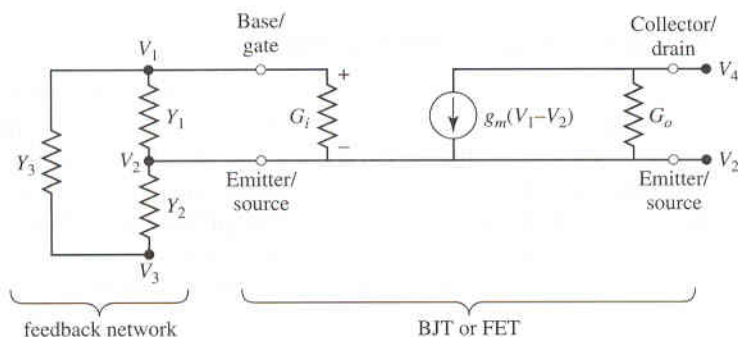 Base/
gate
Collector/
drain
V1
+
V4
Y1
Gi
gm(V1–V2)
Go
Y3
V2
–
V2
Emitter/
source
Emitter/
source
Y2
V3
feedback network
BJT or FET